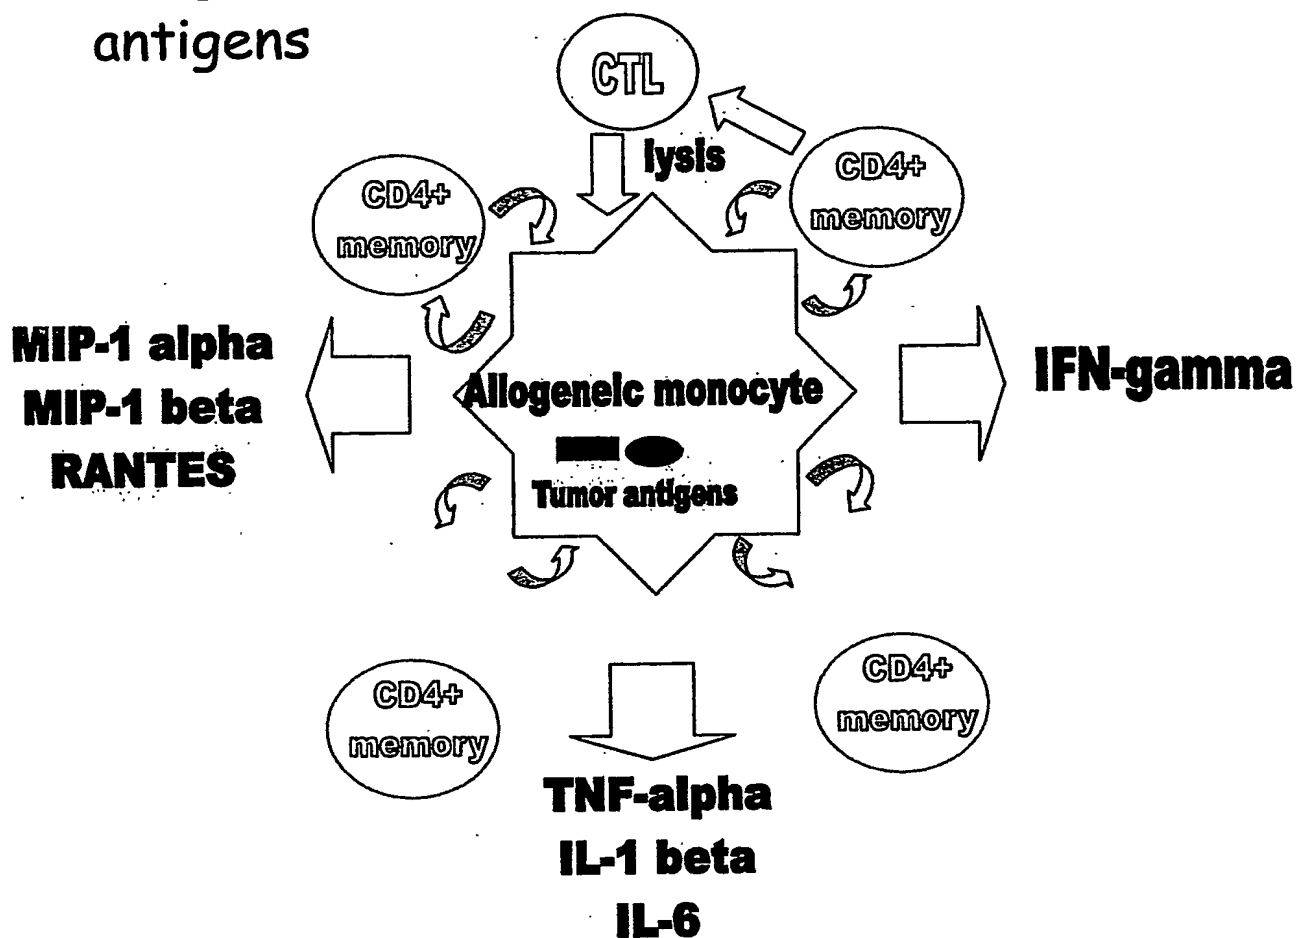 antigens
CTL
lysis
CD4+
memory
CD4+
memory
MIP-1 alpha
MIP-1 beta
RANTES
Allogeneic monocyte
Tumor antigens
IFN-gamma
CD4+
memory
CD4+
memory
TNF-alpha
IL-1 beta
IL-6